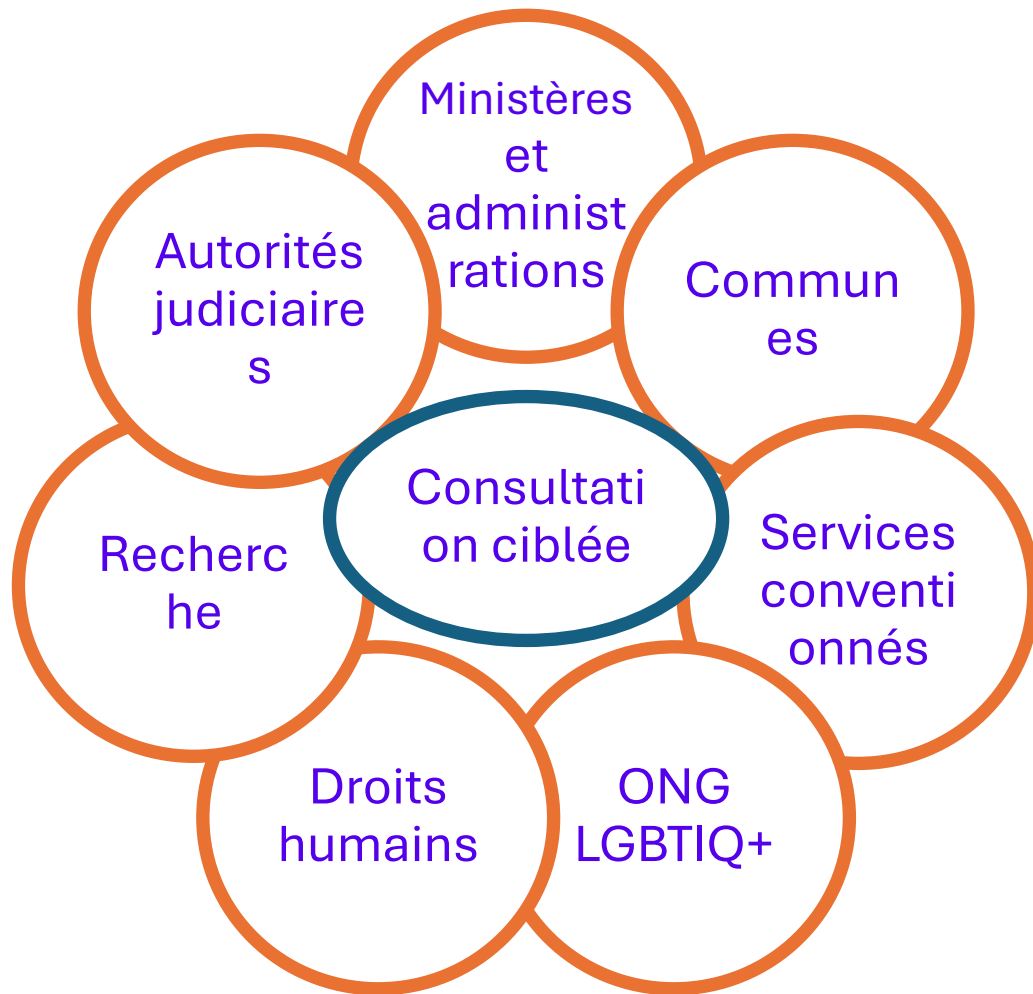 Ministères
et
administ
rations
Commun
es
Services
conventi
onnés
ONG
LGBTIQ+
Droits
humains
Recherc
he
Autorités
judiciaire
s
Consultati
on ciblée